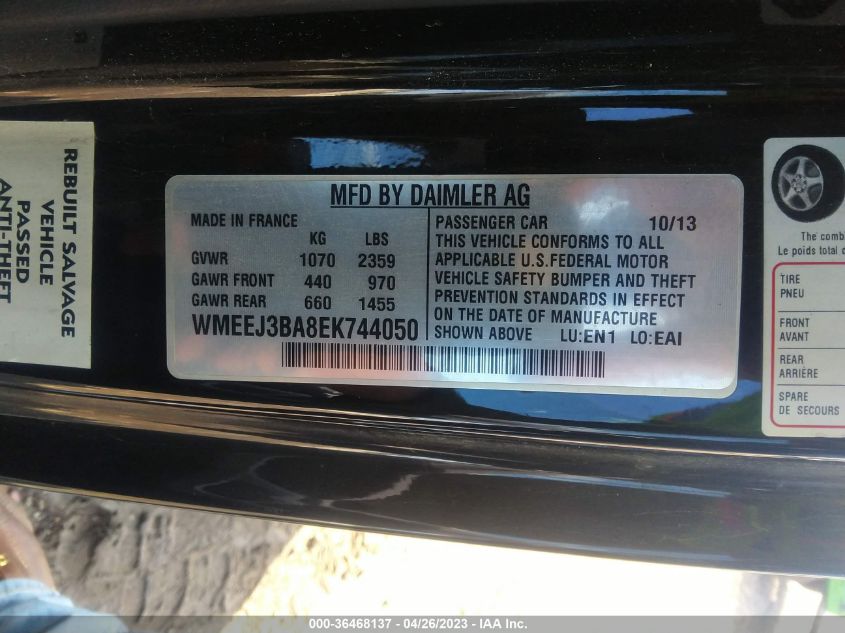 REBUILT SALVAGE
VEHICLE
PASSED
ANTI-THEFT
MFD BY DAIMLER AG
MADE IN FRANCE
KG LBS
GVWR 1070 2359
GAWR FRONT 440 970
GAWR REAR 660 1455
WMEEJ3BA8EK744050
PASSENGER CAR 10/13
THIS VEHICLE CONFORMS TO ALL
APPLICABLE U.S.FEDERAL MOTOR
VEHICLE SAFETY BUMPER AND THEFT
PREVENTION STANDARDS IN EFFECT
ON THE DATE OF MANUFACTURE
SHOWN ABOVE LU:EN1 LO:EAI
The comb
Le poids total
TIRE
PNEU
FRONT
AVANT
REAR
ARRIÈRE
SPARE
DE SECOURS
000-36468137 - 04/26/2023 - IAA Inc.